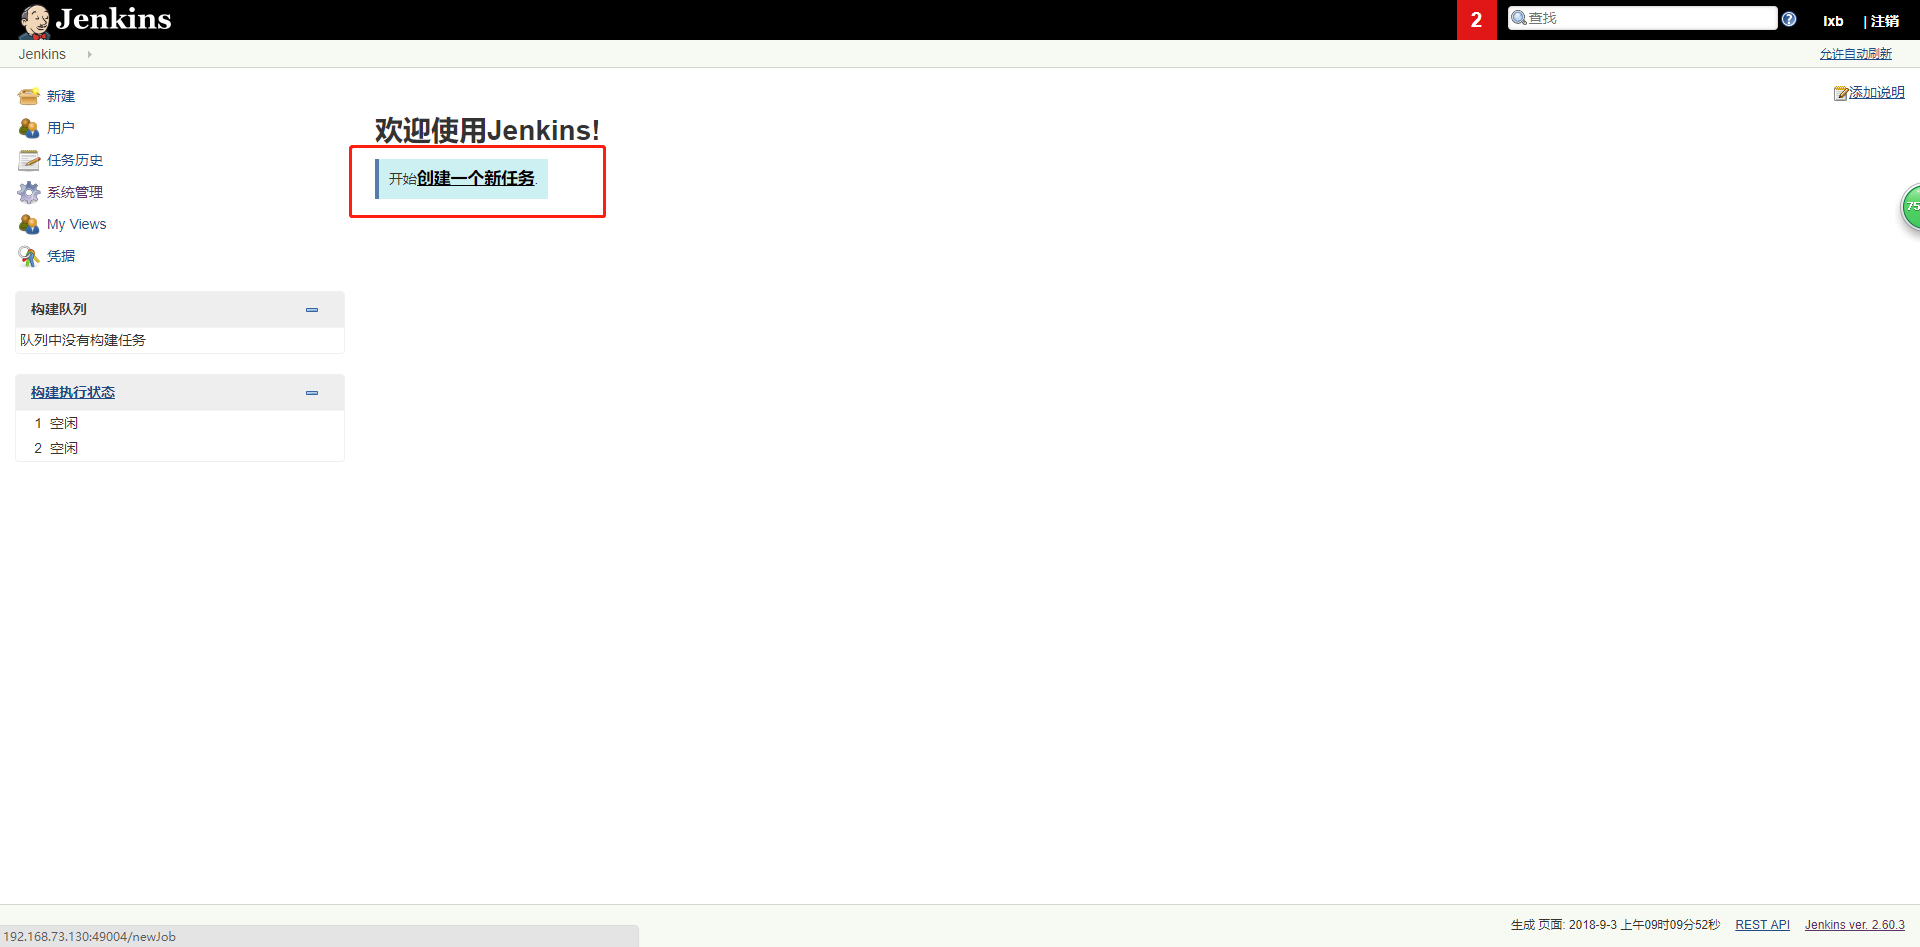 Jenkins
2
查找
lxb
| 注销
Jenkins
允许自动刷新
新建
用户
任务历史
系统管理
My Views
凭据
添加说明
欢迎使用Jenkins!
开始创建一个新任务.
75
构建队列
队列中没有构建任务
构建执行状态
1 空闲
2 空闲
生成 页面: 2018-9-3 上午09时09分52秒
REST API
Jenkins ver. 2.60.3
192.168.73.130:49004/newJob